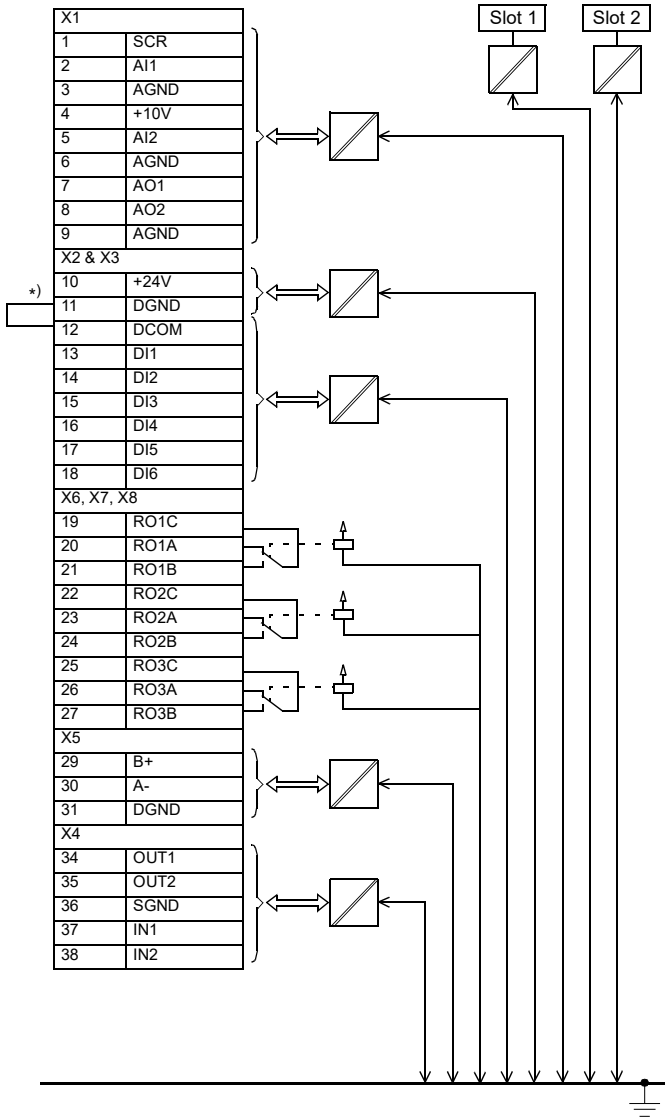 X1
Slot 1 Slot 2
1 SCR
2 AI1
3 AGND
4 +10V
5 AI2
6 AGND
7 AO1
8 AO2
9 AGND
X2 & X3
10 +24V
*)
11 DGND
12 DCOM
13 DI1
14 DI2
15 DI3
16 DI4
17 DI5
18 DI6
X6, X7, X8
19 RO1C
20 RO1A
21 RO1B
22 RO2C
23 RO2A
24 RO2B
25 RO3C
26 RO3A
27 RO3B
X5
29 B+
30 A-
31 DGND
X4
34 OUT1
35 OUT2
36 SGND
37 IN1
38 IN2